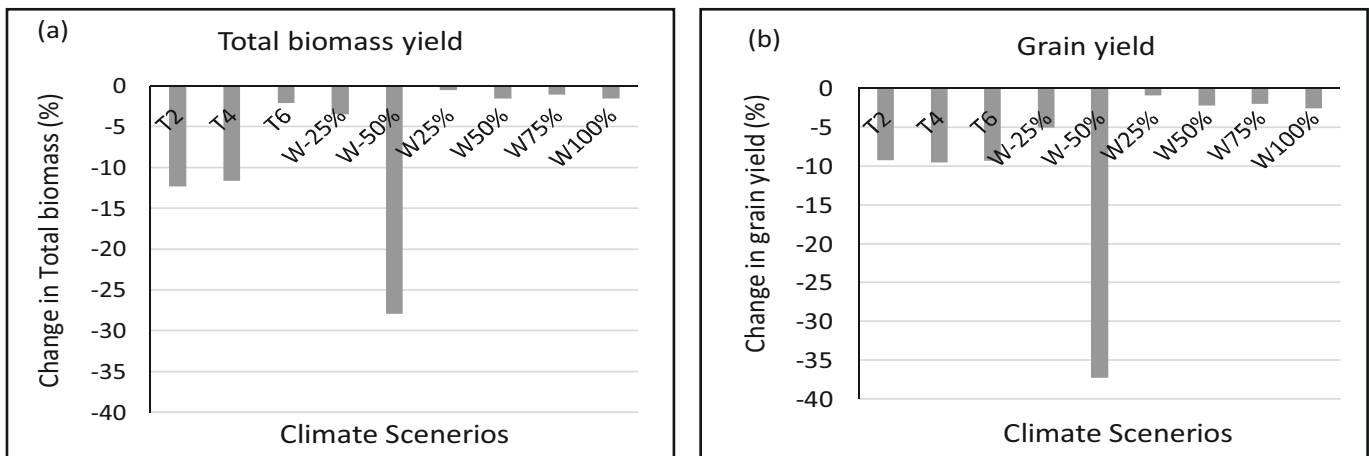 (a)
Total biomass yield
Change in Total biomass (%)
0
-5
-10
-15
-20
-25
-30
-35
-40
T2
T4
T6
W-25%
W-50%
W25%
W50%
W75%
W100%
Climate Scenerios
(b)
Grain yield
Change in grain yield (%)
0
-5
-10
-15
-20
-25
-30
-35
-40
T2
T4
T6
W-25%
W-50%
W25%
W50%
W75%
W100%
Climate Scenerios